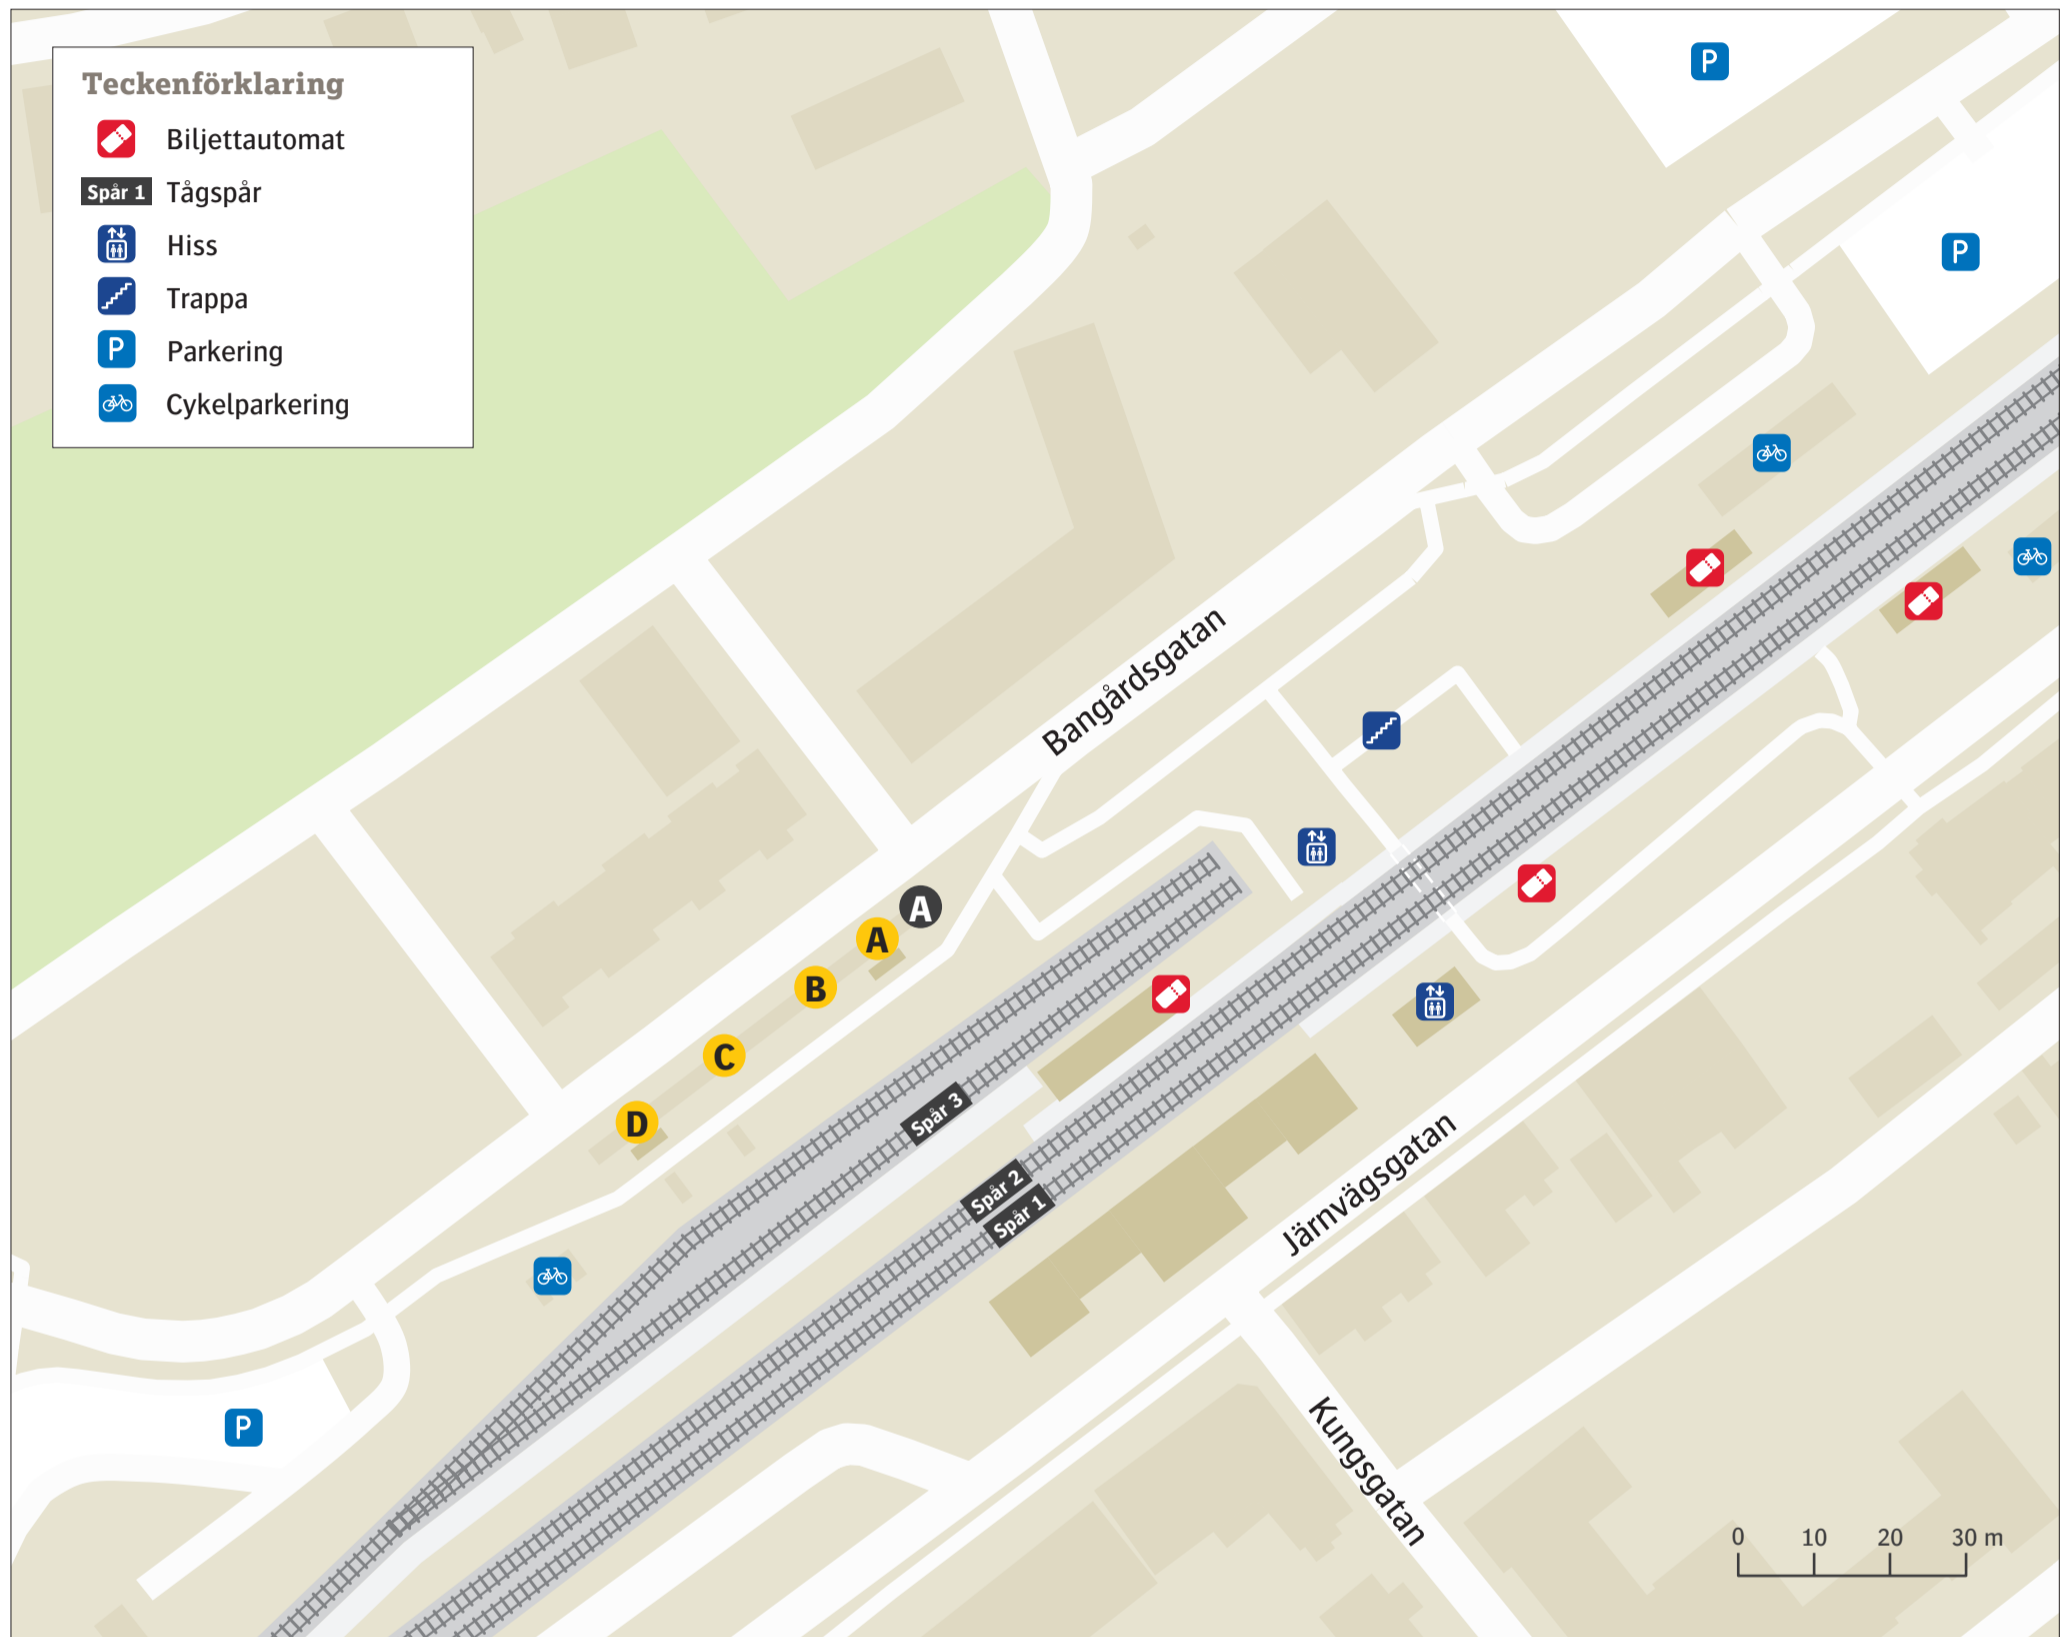 Teckenförklaring
Biljettautomat
Spår 1 Tågspår
Hiss
Trappa
P Parkering
Cykelparkering
P
P
Bangårdsgatan
A
A
B
C
D
Spår 3
Spår 2
Spår 1
Järnvägsgatan
Kungsgatan
P
0 10 20 30 m